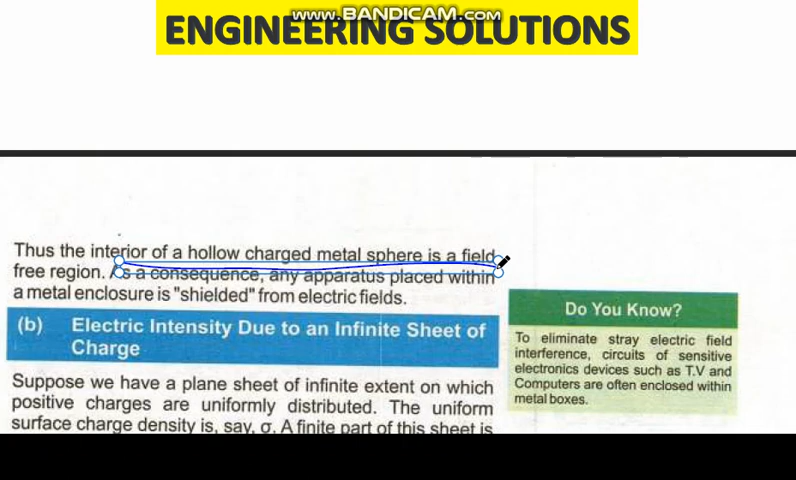 www.BANDICAM.com
ENGINEERING SOLUTIONS
Thus the interior of a hollow charged metal sphere is a field
free region. As a consequence, any apparatus placed within
a metal enclosure is "shielded" from electric fields.
(b) Electric Intensity Due to an Infinite Sheet of
Charge
Suppose we have a plane sheet of infinite extent on which
positive charges are uniformly distributed. The uniform
surface charge density is, say, σ. A finite part of this sheet is
Do You Know?
To eliminate stray electric field
interference, circuits of sensitive
electronics devices such as T.V and
Computers are often enclosed within
metal boxes.